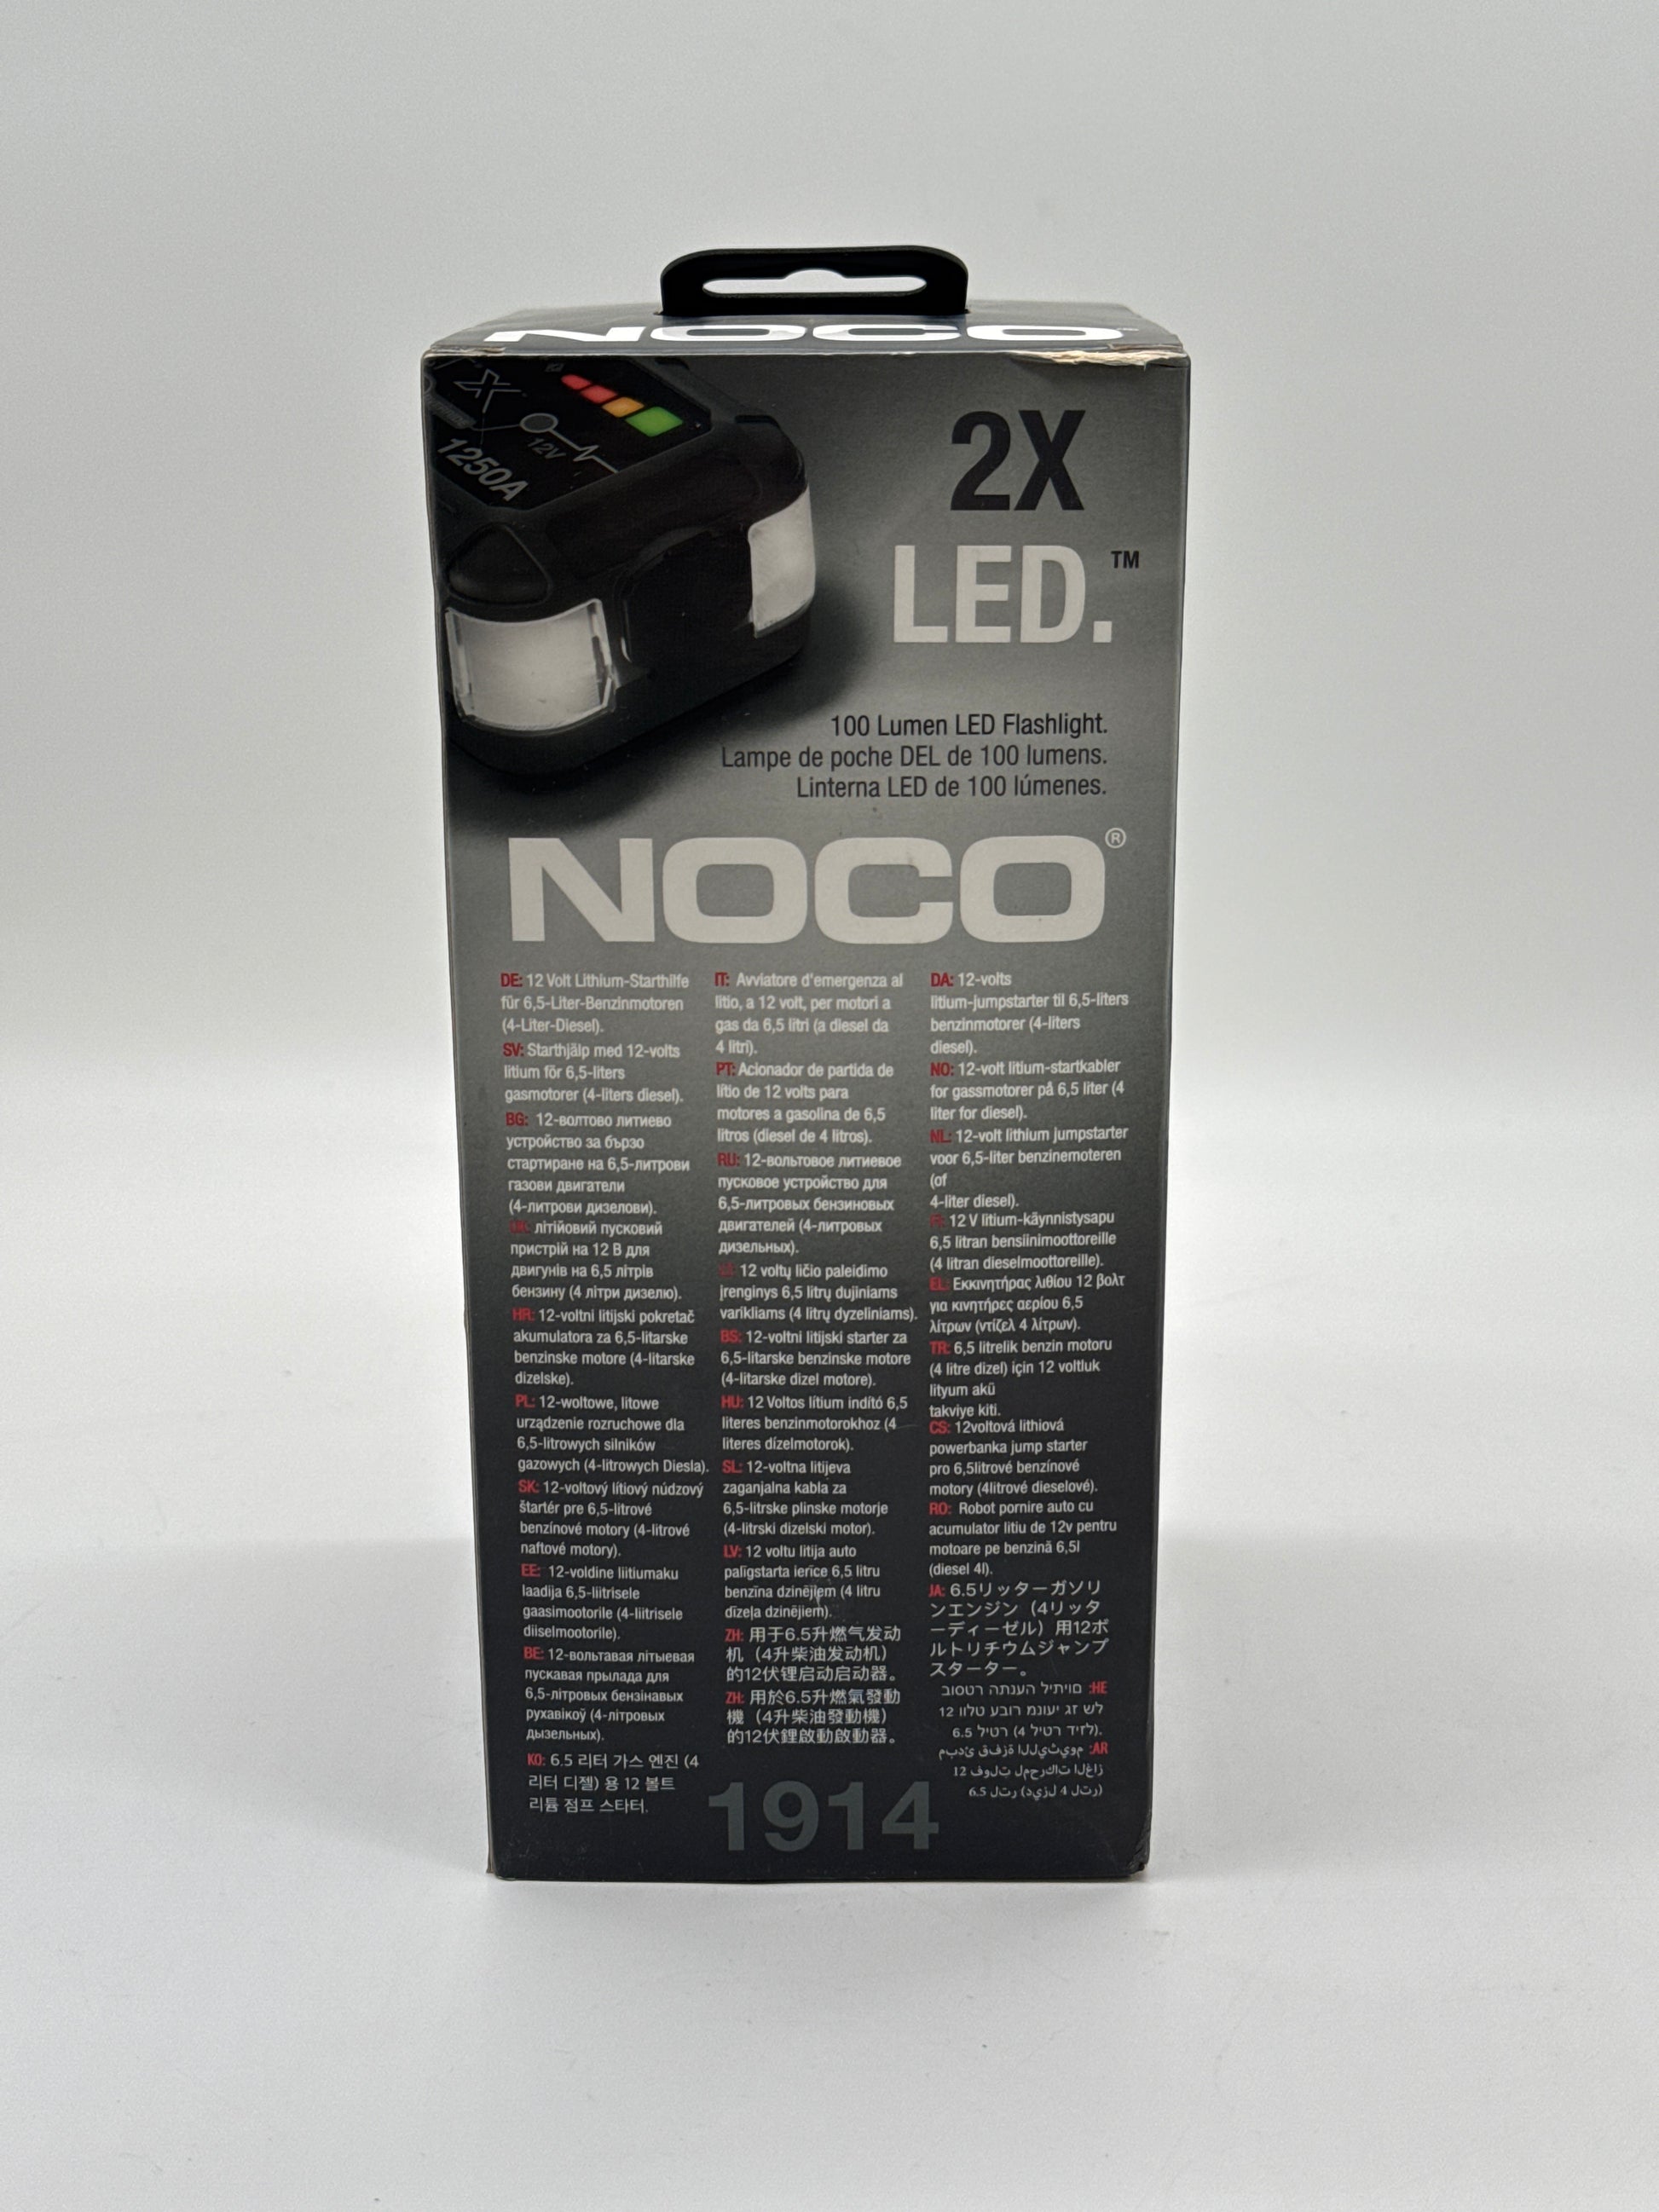 NOCO
X
12V
1250A
2X
LED.™
100 Lumen LED Flashlight.
Lampe de poche DEL de 100 lumens.
Linterna LED de 100 lúmenes.
NOCO®
DE: 12 Volt Lithium-Starthilfe
für 6,5-Liter-Benzinmotoren
(4-Liter-Diesel).
SV: Starthjälp med 12-volts
litium för 6,5-liters
gasmotorer (4-liters diesel).
BG: 12-волтово литиево
устройство за бързо
стартиране на 6,5-литрови
газови двигатели
(4-литрови дизелови).
літійовий пусковий
пристрій на 12 В для
двигунів на 6,5 літрів
бензину (4 літри дизелю).
HR: 12-voltni litijski pokretač
akumulatora za 6,5-litarske
benzinske motore (4-litarske
dizelske).
PL: 12-woltowe, litowe
urządzenie rozruchowe dla
6,5-litrowych silników
gazowych (4-litrowych Diesla).
SK: 12-voltový lítiový núdzový
štartér pre 6,5-litrové
benzínové motory (4-litrové
naftové motory).
EE: 12-voldine liitiumaku
laadija 6,5-liitrisele
gaasimootorile (4-liitrisele
diiselmootorile).
BE: 12-вольтавая літыевая
пускавая прылада для
6,5-літровых бензінавых
рухавікоў (4-літровых
дызельных).
KO: 6.5 리터 가스 엔진 (4
리터 디젤) 용 12 볼트
리튬 점프 스타터.
IT: Avviatore d'emergenza al
litio, a 12 volt, per motori a
gas da 6,5 litri (a diesel da
4 litri).
PT: Acionador de partida de
lítio de 12 volts para
motores a gasolina de 6,5
litros (diesel de 4 litros).
RU: 12-вольтовое литиевое
пусковое устройство для
6,5-литровых бензиновых
двигателей (4-литровых
дизельных).
12 voltų ličio paleidimo
įrenginys 6,5 litrų dujiniams
varikliams (4 litrų dyzeliniams).
BS: 12-voltni litijski starter za
6,5-litarske benzinske motore
(4-litarske dizel motore).
HU: 12 Voltos lítium indító 6,5
literes benzinmotorokhoz (4
literes dízelmotorok).
SL: 12-voltna litijeva
zaganjalna kabla za
6,5-litrske plinske motorje
(4-litrski dizelski motor).
LV: 12 voltu litija auto
palīgstarta ierīce 6,5 litru
benzīna dzinējiem (4 litru
dīzeļa dzinējiem).
ZH: 用于6.5升燃气发动
机（4升柴油发动机）
的12伏锂启动启动器。
ZH: 用於6.5升燃氣發動
機（4升柴油發動機）
的12伏鋰啟動啟動器。
DA: 12-volts
litium-jumpstarter til 6,5-liters
benzinmotorer (4-liters
diesel).
NO: 12-volt litium-startkabler
for gassmotorer på 6,5 liter (4
liter for diesel).
NL: 12-volt lithium jumpstarter
voor 6,5-liter benzinemoteren
(of
4-liter diesel).
12 V litium-käynnistysapu
6,5 litran bensiinimoottoreille
(4 litran dieselmoottoreille).
EL: Εκκινητήρας λιθίου 12 βολτ
για κινητήρες αερίου 6,5
λίτρων (ντίζελ 4 λίτρων).
TR: 6,5 litrelik benzin motoru
(4 litre dizel) için 12 voltluk
lityum akü
takviye kiti.
CS: 12voltová lithiová
powerbanka jump starter
pro 6,5litrové benzínové
motory (4litrové dieselové).
RO: Robot pornire auto cu
acumulator litiu de 12v pentru
motoare pe benzină 6,5l
(diesel 4l).
JA: 6.5リッターガソリ
ンエンジン（4リッタ
ーディーゼル）用12ボ
ルトリチウムジャンプ
スターター。
בוסטר התנעה ליתיום :HE
12 וולט עבור מנועי גז של
6.5 ליטר (4 ליטר דיזל).
1914